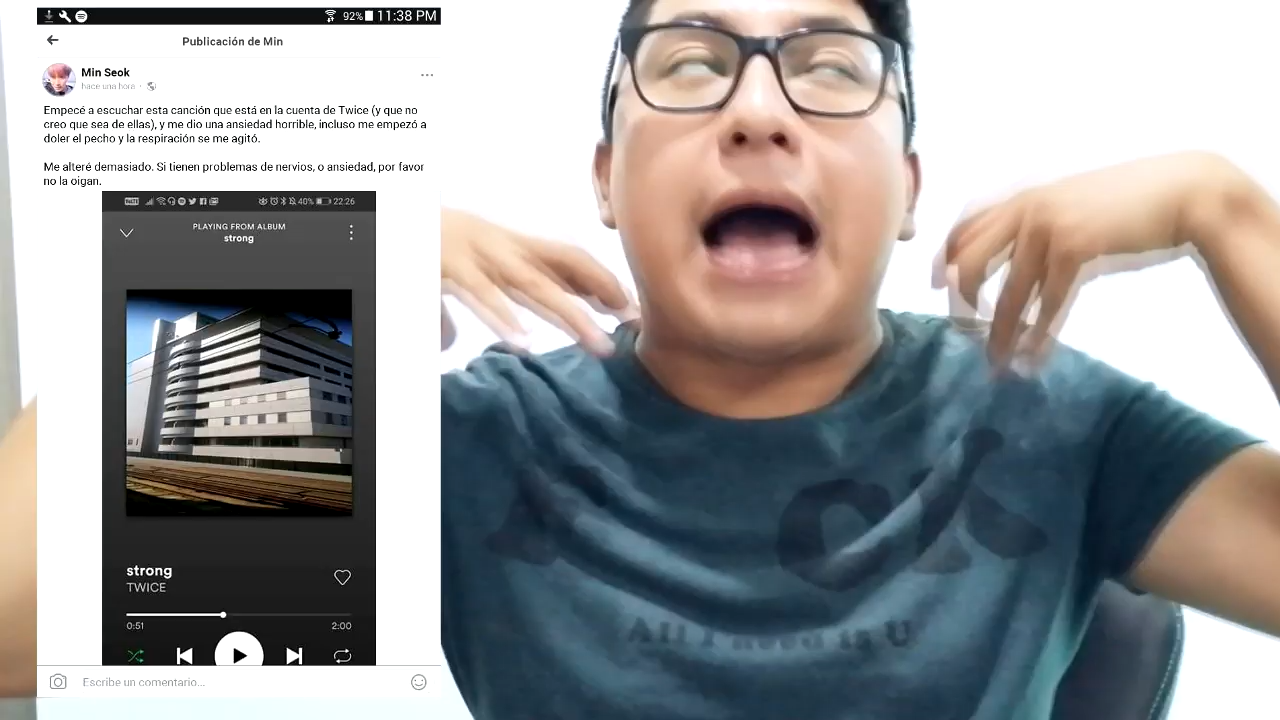 92% 11:38 PM
Publicación de Min
Min Seok
hace una hora
Empecé a escuchar esta canción que está en la cuenta de Twice (y que no
creo que sea de ellas), y me dio una ansiedad horrible, incluso me empezó a
doler el pecho y la respiración se me agitó.
Me alteré demasiado. Si tienen problemas de nervios, o ansiedad, por favor
no la oigan.
40% 22:26
PLAYING FROM ALBUM
strong
strong
TWICE
0:51 2:00
Escribe un comentario...
OK
All I need is U